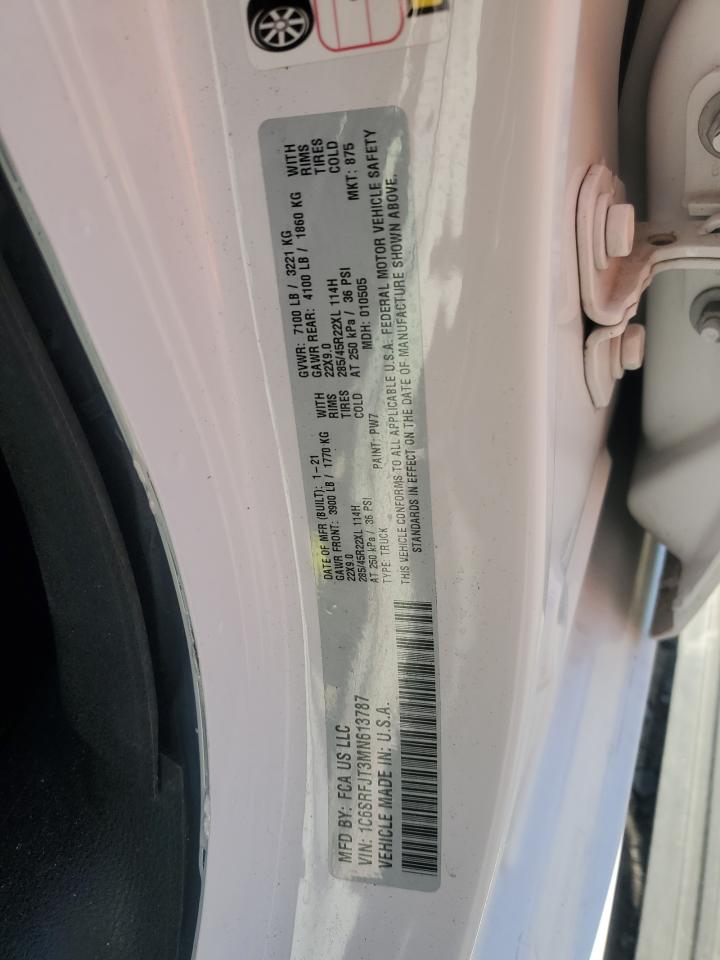 MFD BY: FCA US LLC
VIN: 1C6SRFJT3MN613787
VEHICLE MADE IN: U.S.A.
DATE OF MFR (BUILT): 1-21 GVWR: 7100 LB / 3221 KG
GAWR FRONT: 3900 LB / 1770 KG WITH GAWR REAR: 4100 LB / 1860 KG WITH
22X9.0 RIMS 22X9.0 RIMS
285/45R22XL 114H TIRES 285/45R22XL 114H TIRES
AT 250 kPa / 36 PSI COLD AT 250 kPa / 36 PSI COLD
TYPE: TRUCK PAINT: PW7 MDH: 010505 MKT: 875
THIS VEHICLE CONFORMS TO ALL APPLICABLE U.S.A. FEDERAL MOTOR VEHICLE SAFETY
STANDARDS IN EFFECT ON THE DATE OF MANUFACTURE SHOWN ABOVE.